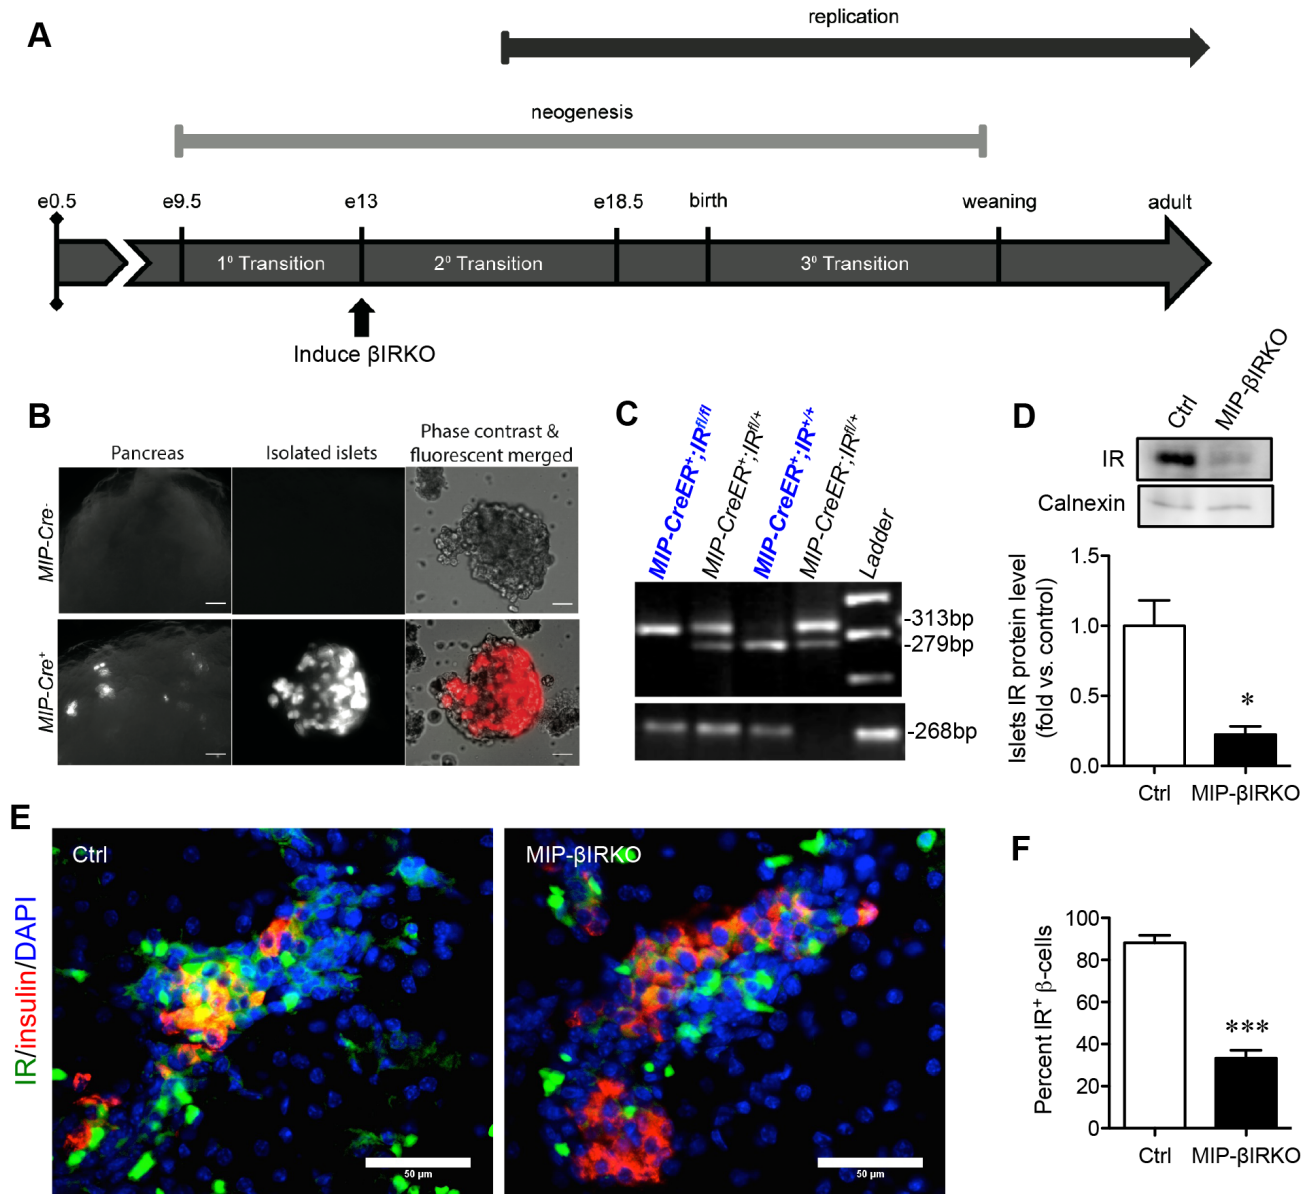 A
replication
neogenesis
e0.5
e9.5
e13
e18.5
birth
weaning
adult
1⁰ Transition
2⁰ Transition
3⁰ Transition
Induce βIRKO
B
Pancreas
Isolated islets
Phase contrast &
fluorescent merged
MIP-Cre⁻
MIP-Cre⁺
C
MIP-CreER⁺;IRfl/fl
MIP-CreER⁺;IRfl/+
MIP-CreER⁺;IR+/+
MIP-CreER⁻;IRfl/+
Ladder
-313bp
-279bp
-268bp
D
Ctrl
MIP-βIRKO
IR
Calnexin
Islets IR protein level
(fold vs. control)
1.5
1.0
0.5
0.0
*
Ctrl
MIP-βIRKO
E
IR/insulin/DAPI
Ctrl
50 µm
MIP-βIRKO
50 µm
F
Percent IR⁺ β-cells
100
80
60
40
20
0
***
Ctrl
MIP-βIRKO